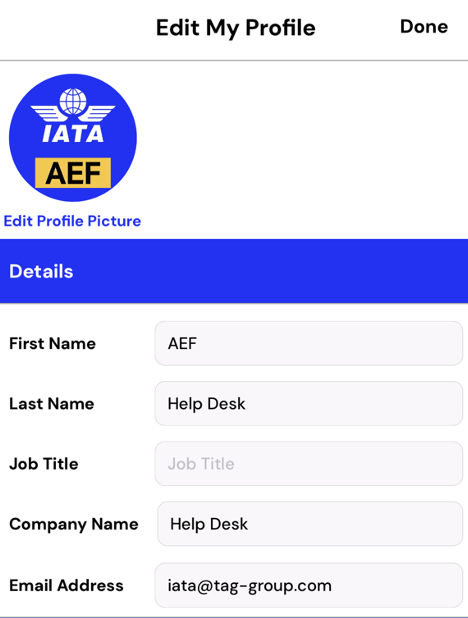 Edit My Profile Done
IATA
AEF
Edit Profile Picture
Details
First Name AEF
Last Name Help Desk
Job Title Job Title
Company Name Help Desk
Email Address iata@tag-group.com